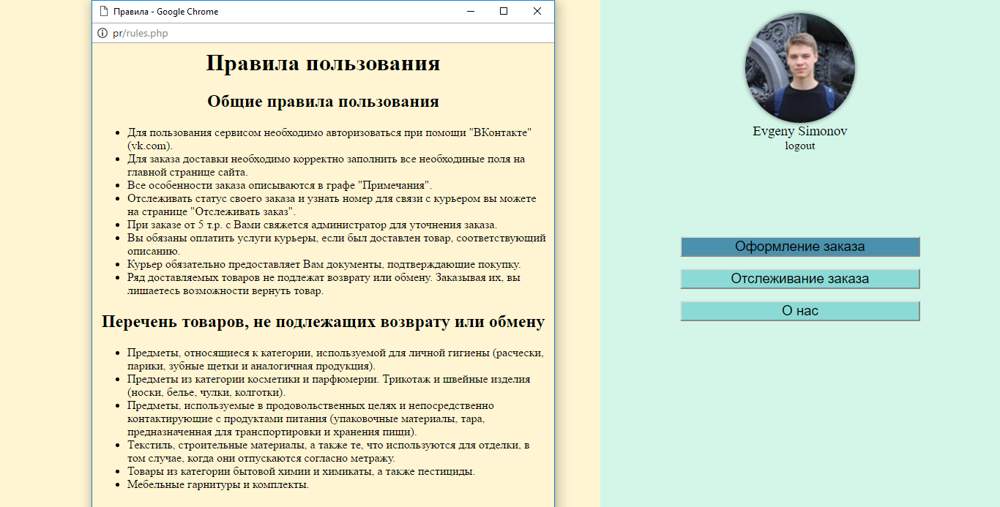 Правила - Google Chrome
pr/rules.php
Правила пользования
Общие правила пользования
• Для пользования сервисом необходимо авторизоваться при помощи "ВКонтакте"
(vk.com).
• Для заказа доставки необходимо корректно заполнить все необходиные поля на
главной странице сайта.
• Все особенности заказа описываются в графе "Примечания".
• Отслеживать статус своего заказа и узнать номер для связи с курьером вы можете
на странице "Отслеживать заказ".
• При заказе от 5 т.р. с Вами свяжется администратор для уточнения заказа.
• Вы обязаны оплатить услуги курьеры, если был доставлен товар, соответствующий
описанию.
• Курьер обязательно предоставляет Вам документы, подтверждающие покупку.
• Ряд доставляемых товаров не подлежат возврату или обмену. Заказывая их, вы
лишаетесь возможности вернуть товар.
Перечень товаров, не подлежащих возврату или обмену
• Предметы, относящиеся к категории, используемой для личной гигиены (расчески,
парики, зубные щетки и аналогичная продукция).
• Предметы из категории косметики и парфюмерии. Трикотаж и швейные изделия
(носки, белье, чулки, колготки).
• Предметы, используемые в продовольственных целях и непосредственно
контактирующие с продуктами питания (упаковочные материалы, тара,
предназначенная для транспортировки и хранения пищи).
• Текстиль, строительные материалы, а также те, что используются для отделки, в
том случае, когда они отпускаются согласно метражу.
• Товары из категории бытовой химии и химикаты, а также пестициды.
• Мебельные гарнитуры и комплекты.
Evgeny Simonov
logout
Оформление заказа
Отслеживание заказа
О нас